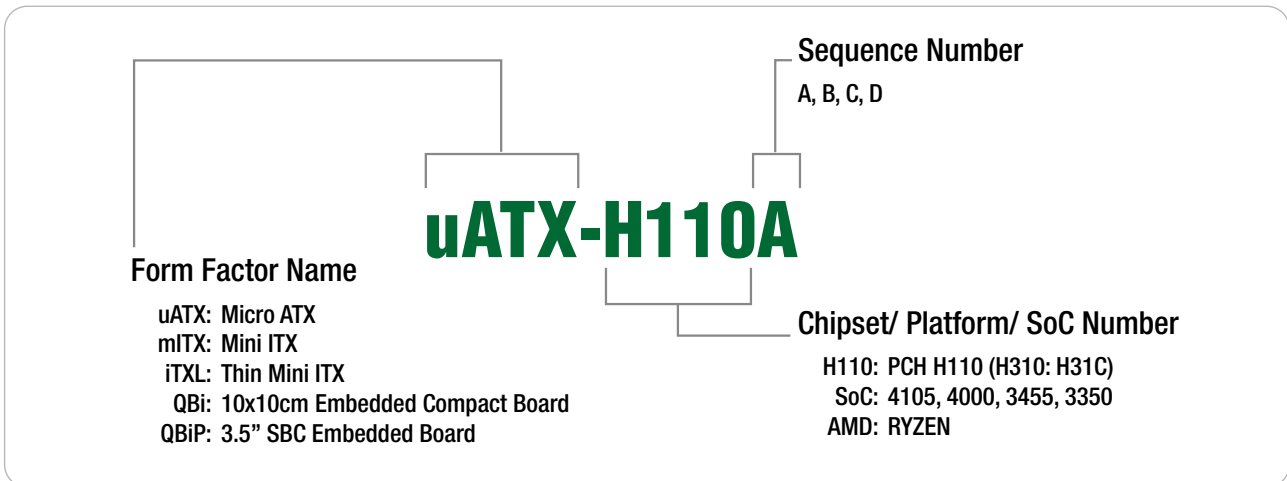 Sequence Number
A, B, C, D
uATX-H110A
Form Factor Name
uATX: Micro ATX
mITX: Mini ITX
iTXL: Thin Mini ITX
QBi: 10x10cm Embedded Compact Board
QBiP: 3.5” SBC Embedded Board
Chipset/ Platform/ SoC Number
H110: PCH H110 (H310: H31C)
SoC: 4105, 4000, 3455, 3350
AMD: RYZEN